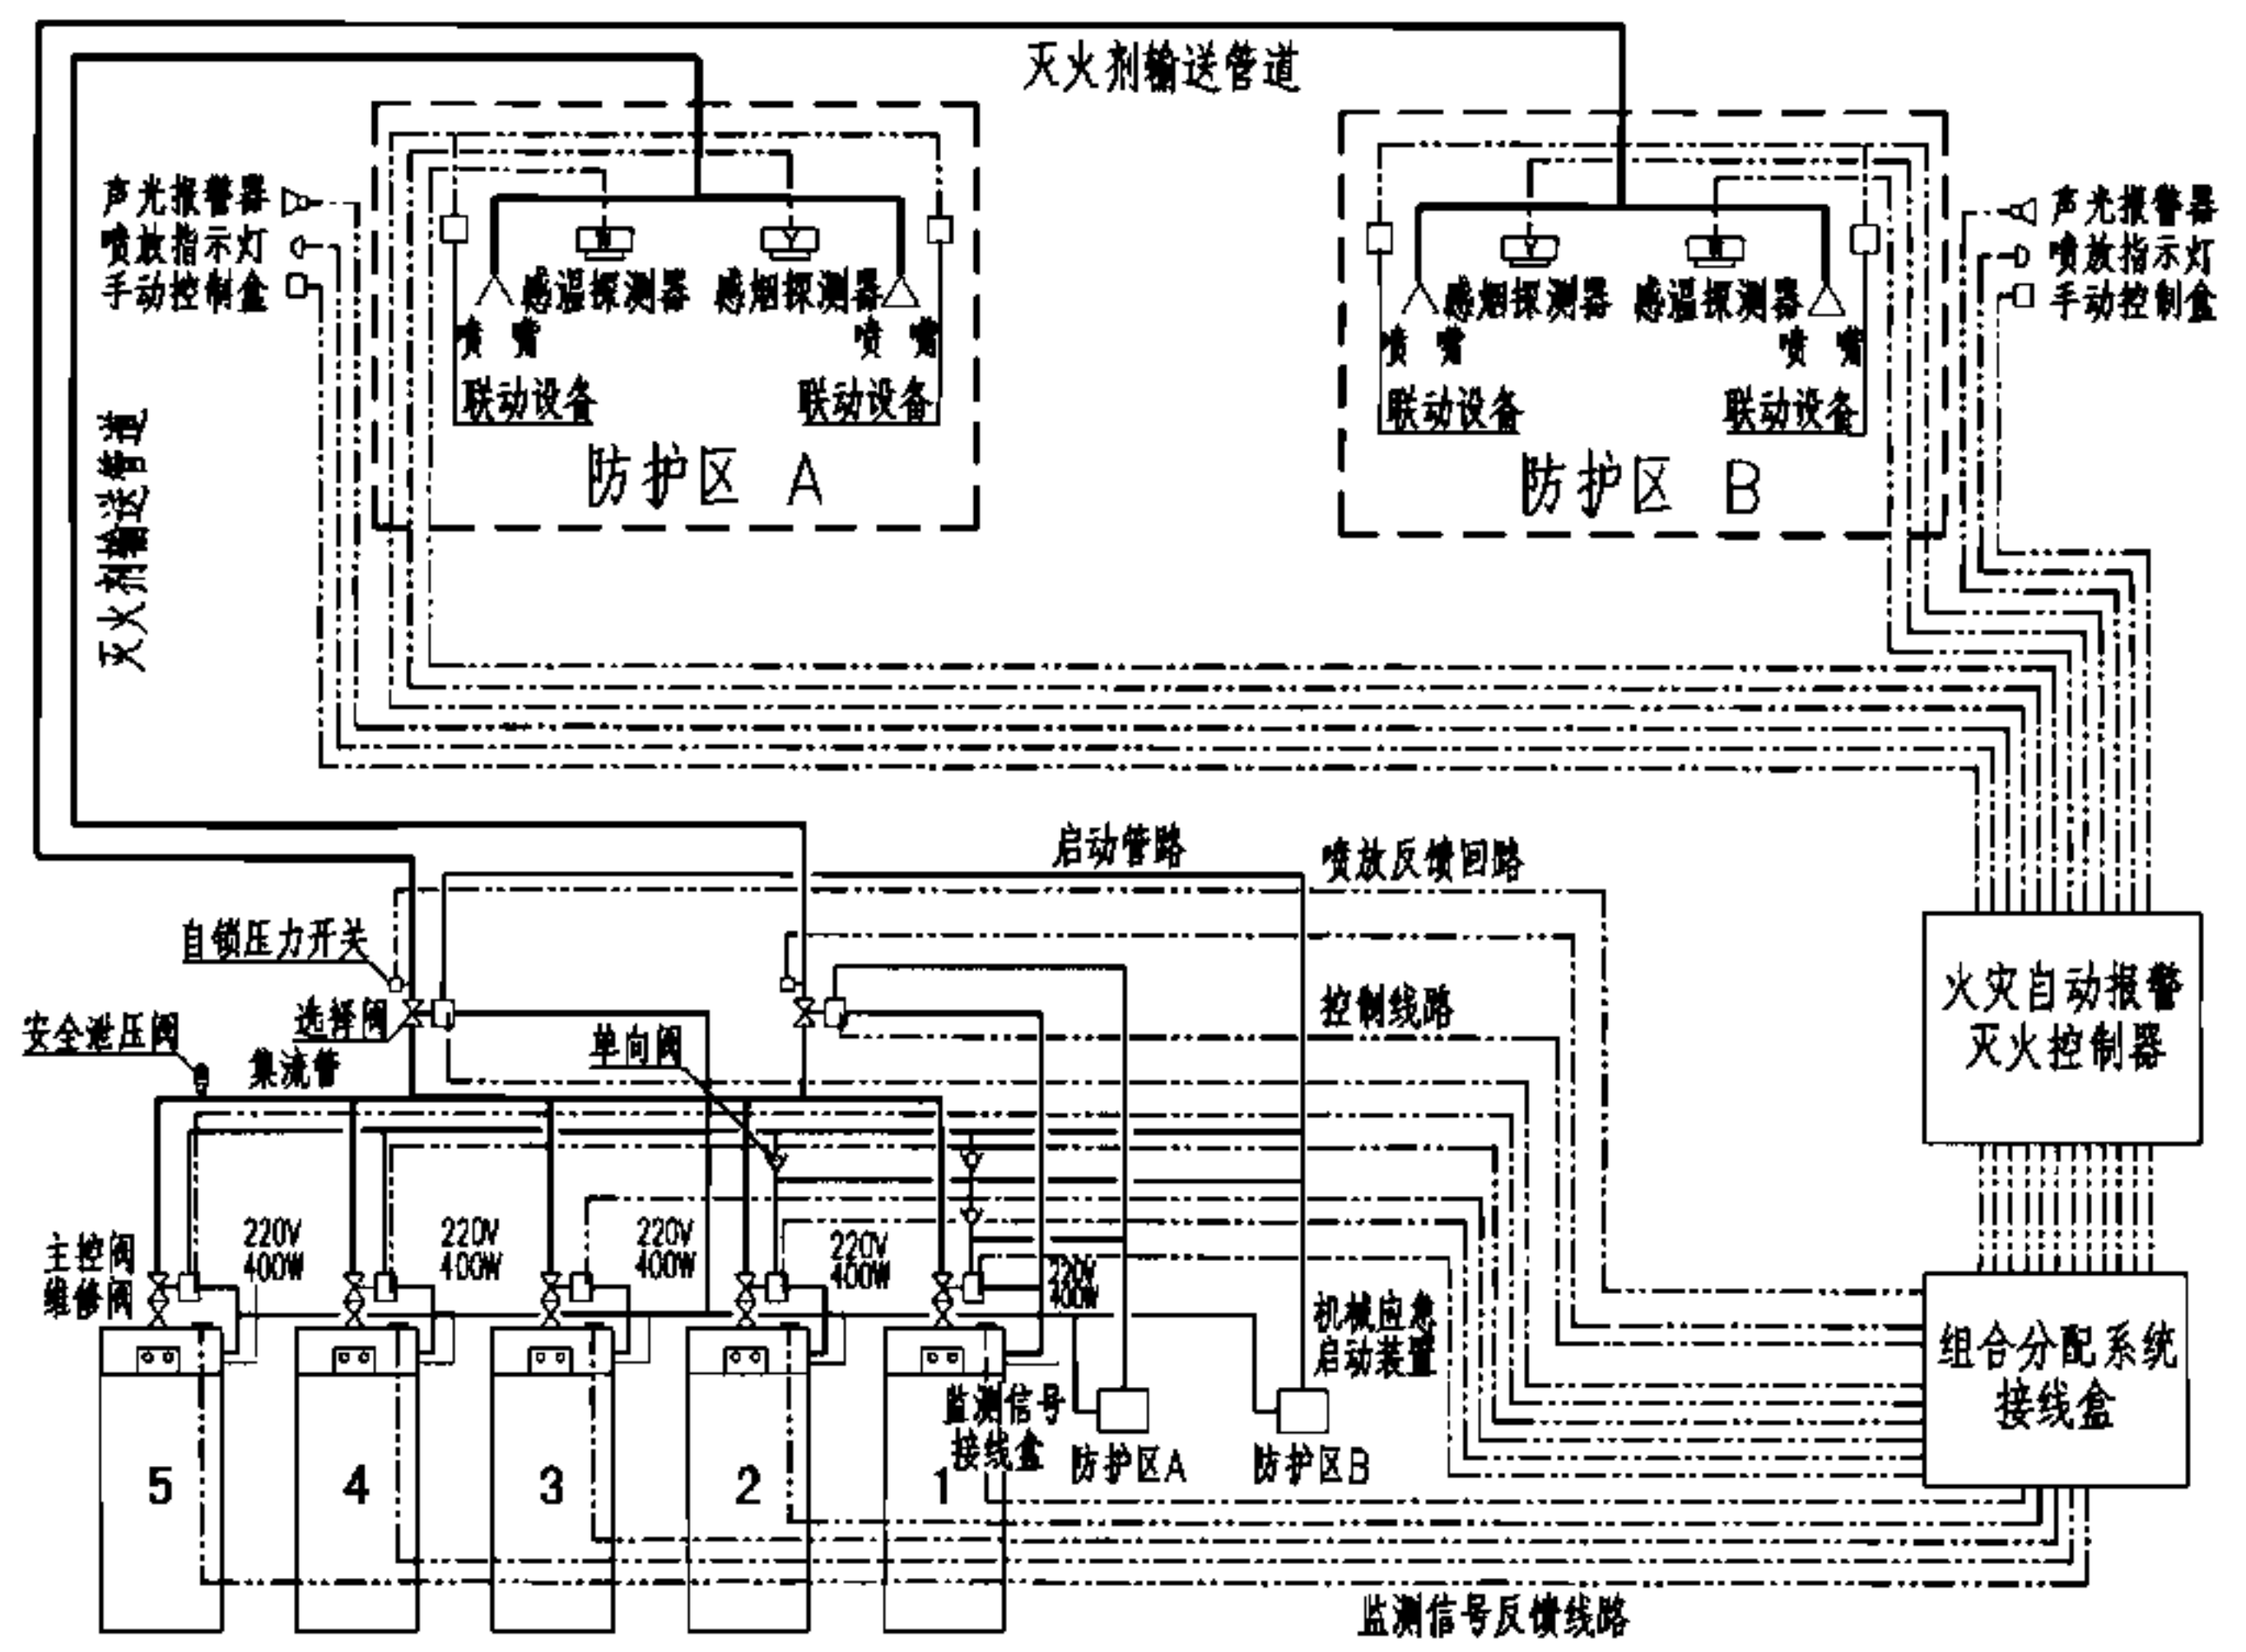 灭火剂输送管道
声光报警器
喷放指示灯
手动控制盒
感温探测器
感烟探测器
喷 嘴
喷 嘴
联动设备
联动设备
防护区 A
感烟探测器
感温探测器
喷 嘴
喷 嘴
联动设备
联动设备
防护区 B
声光报警器
喷放指示灯
手动控制盒
灭火剂输送管道
启动管路
喷放反馈回路
自锁压力开关
选择阀
安全泄压阀
集流管
单向阀
控制线路
火灾自动报警
灭火控制器
主控阀
维修阀
220V
400W
220V
400W
220V
400W
220V
400W
220V
400W
机械应急
启动装置
组合分配系统
接线盒
监测信号
接线盒
防护区A
防护区B
5
4
3
2
1
监测信号反馈线路